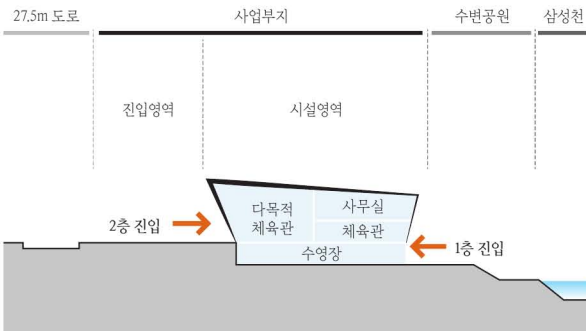 27.5m 도로
사업부지
수변공원
삼성천
진입영역
시설영역
다목적
체육관
사무실
체육관
2층 진입
수영장
1층 진입